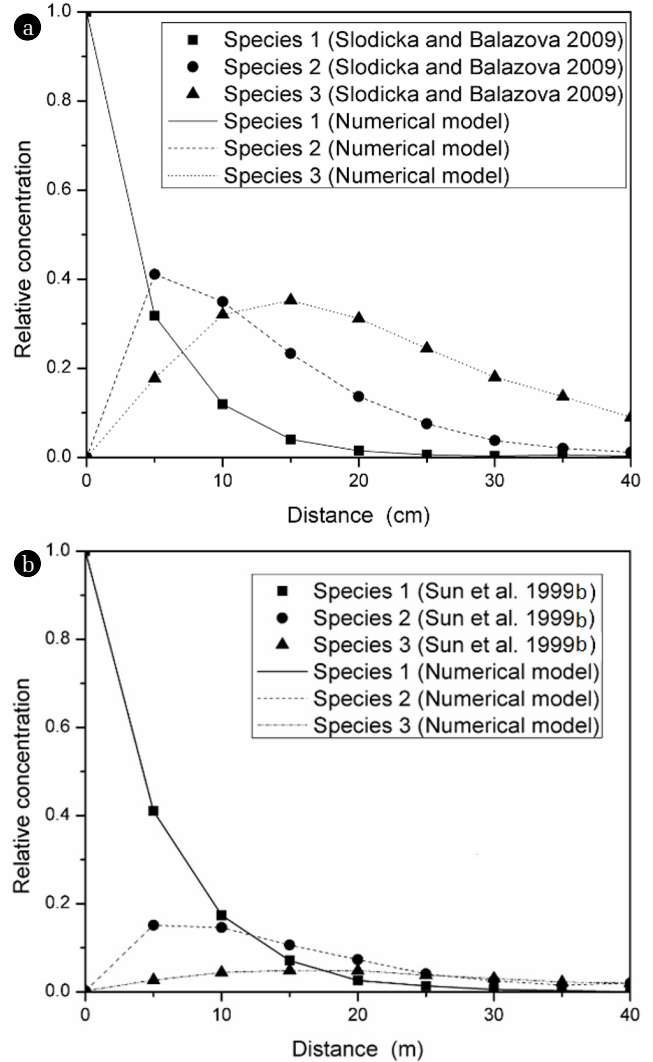 a
1.0
0.8
0.6
0.4
0.2
0.0
Relative concentration
Species 1 (Slodicka and Balazova 2009)
Species 2 (Slodicka and Balazova 2009)
Species 3 (Slodicka and Balazova 2009)
Species 1 (Numerical model)
Species 2 (Numerical model)
Species 3 (Numerical model)
0 10 20 30 40
Distance (cm)
b
1.0
0.8
0.6
0.4
0.2
0.0
Relative concentration
Species 1 (Sun et al. 1999b)
Species 2 (Sun et al. 1999b)
Species 3 (Sun et al. 1999b)
Species 1 (Numerical model)
Species 2 (Numerical model)
Species 3 (Numerical model)
0 10 20 30 40
Distance (m)